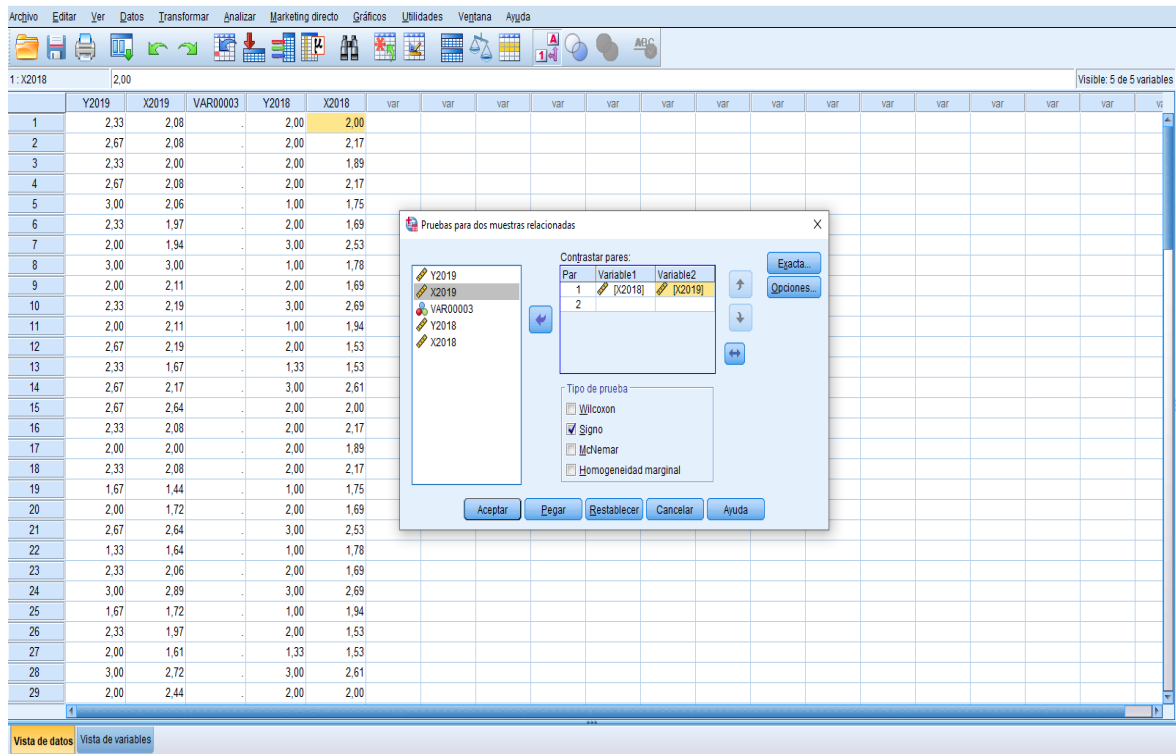 Archivo Editar Ver Datos Transformar Analizar Marketing directo Gráficos Utilidades Ventana Ayuda
1 : X2018 2,00 Visible: 5 de 5 variables
Y2019 X2019 VAR00003 Y2018 X2018 var var var var var var var var var var var var var
1 2,33 2,08 . 2,00 2,00
2 2,67 2,08 . 2,00 2,17
3 2,33 2,00 . 2,00 1,89
4 2,67 2,08 . 2,00 2,17
5 3,00 2,06 . 1,00 1,75
6 2,33 1,97 . 2,00 1,69
7 2,00 1,94 . 3,00 2,53
8 3,00 3,00 . 1,00 1,78
9 2,00 2,11 . 2,00 1,69
10 2,33 2,19 . 3,00 2,69
11 2,00 2,11 . 1,00 1,94
12 2,67 2,19 . 2,00 1,53
13 2,33 1,67 . 1,33 1,53
14 2,67 2,17 . 3,00 2,61
15 2,67 2,64 . 2,00 2,00
16 2,33 2,08 . 2,00 2,17
17 2,00 2,00 . 2,00 1,89
18 2,33 2,08 . 2,00 2,17
19 1,67 1,44 . 1,00 1,75
20 2,00 1,72 . 2,00 1,69
21 2,67 2,64 . 3,00 2,53
22 1,33 1,64 . 1,00 1,78
23 2,33 2,06 . 2,00 1,69
24 3,00 2,89 . 3,00 2,69
25 1,67 1,72 . 1,00 1,94
26 2,33 1,97 . 2,00 1,53
27 2,00 1,61 . 1,33 1,53
28 3,00 2,72 . 3,00 2,61
29 2,00 2,44 . 2,00 2,00
Pruebas para dos muestras relacionadas X
Y2019
X2019
VAR00003
Y2018
X2018
Contrastar pares:
Par Variable1 Variable2
1 [X2018] [X2019]
2
Exacta...
Opciones...
Tipo de prueba
Wilcoxon
Signo
McNemar
Homogeneidad marginal
Aceptar Pegar Restablecer Cancelar Ayuda
Vista de datos Vista de variables